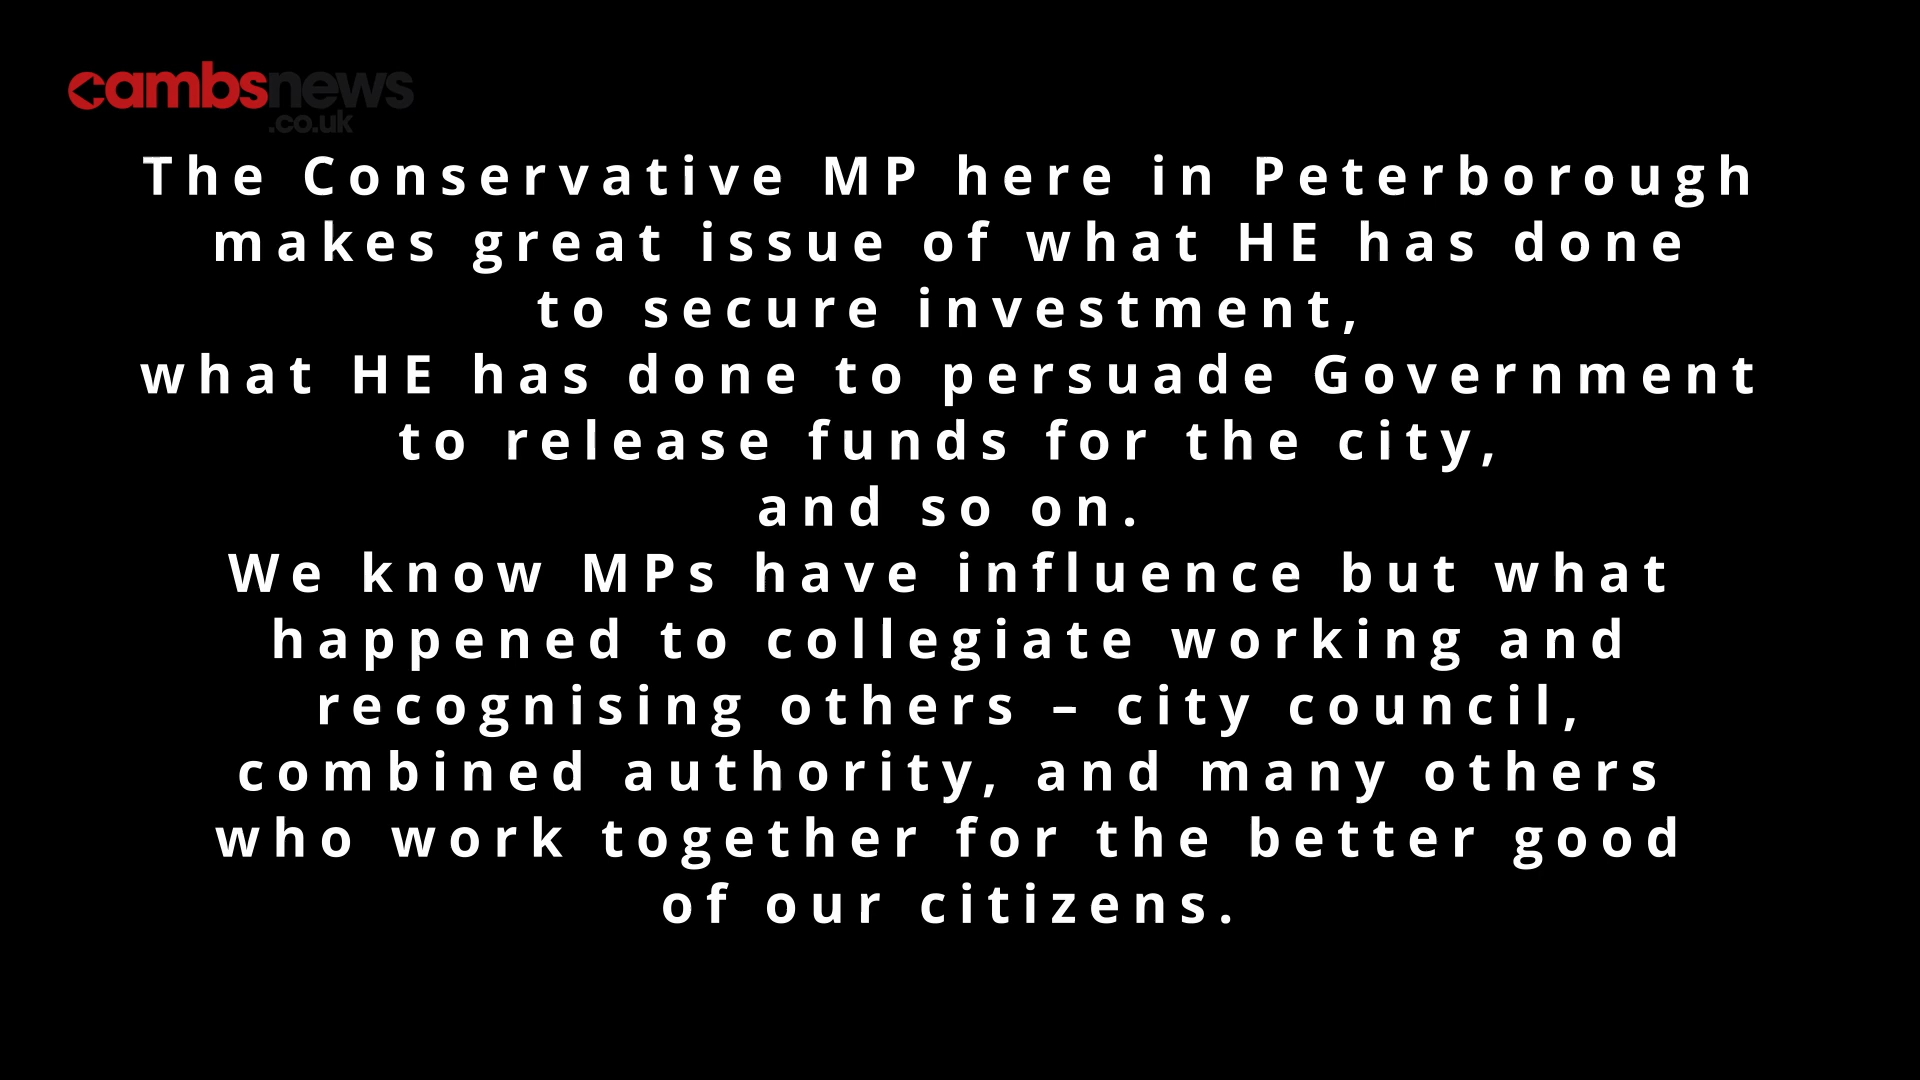 cambsnews
.co.uk
The Conservative MP here in Peterborough
makes great issue of what HE has done
to secure investment,
what HE has done to persuade Government
to release funds for the city,
and so on.
We know MPs have influence but what
happened to collegiate working and
recognising others – city council,
combined authority, and many others
who work together for the better good
of our citizens.